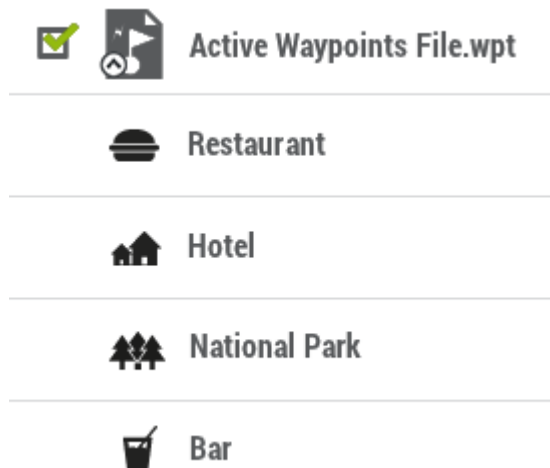 Active Waypoints File.wpt
Restaurant
Hotel
National Park
Bar